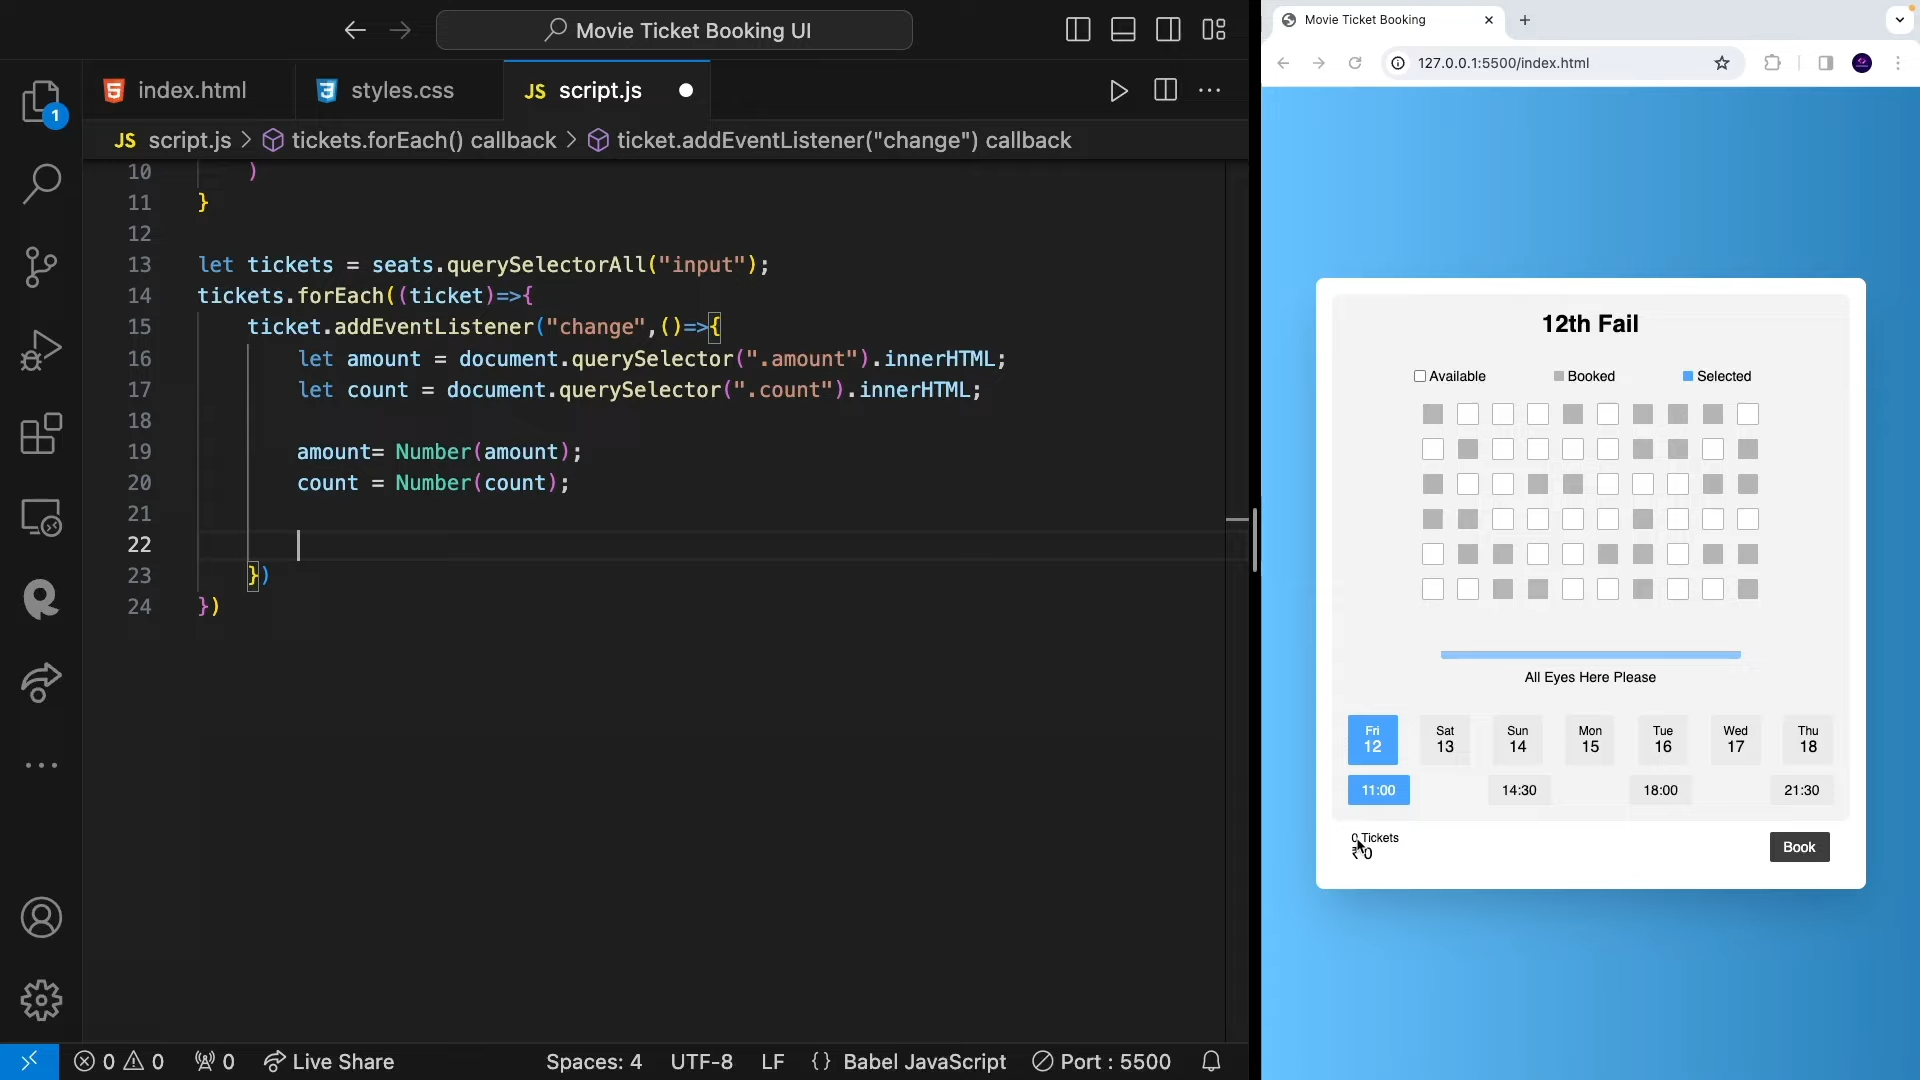 Movie Ticket Booking UI
index.html
styles.css
JS script.js
1
JS script.js > tickets.forEach() callback > ticket.addEventListener("change") callback
10 )
11 }
12
13 let tickets = seats.querySelectorAll("input");
14 tickets.forEach((ticket)=>{
15 ticket.addEventListener("change",()=>{
16 let amount = document.querySelector(".amount").innerHTML;
17 let count = document.querySelector(".count").innerHTML;
18
19 amount= Number(amount);
20 count = Number(count);
21
22
23 })
24 })
0 0 0 Live Share Spaces: 4 UTF-8 LF {} Babel JavaScript Port : 5500
Movie Ticket Booking
127.0.0.1:5500/index.html
12th Fail
Available Booked Selected
All Eyes Here Please
Fri Sat Sun Mon Tue Wed Thu
12 13 14 15 16 17 18
11:00 14:30 18:00 21:30
0 Tickets
₹ 0
Book